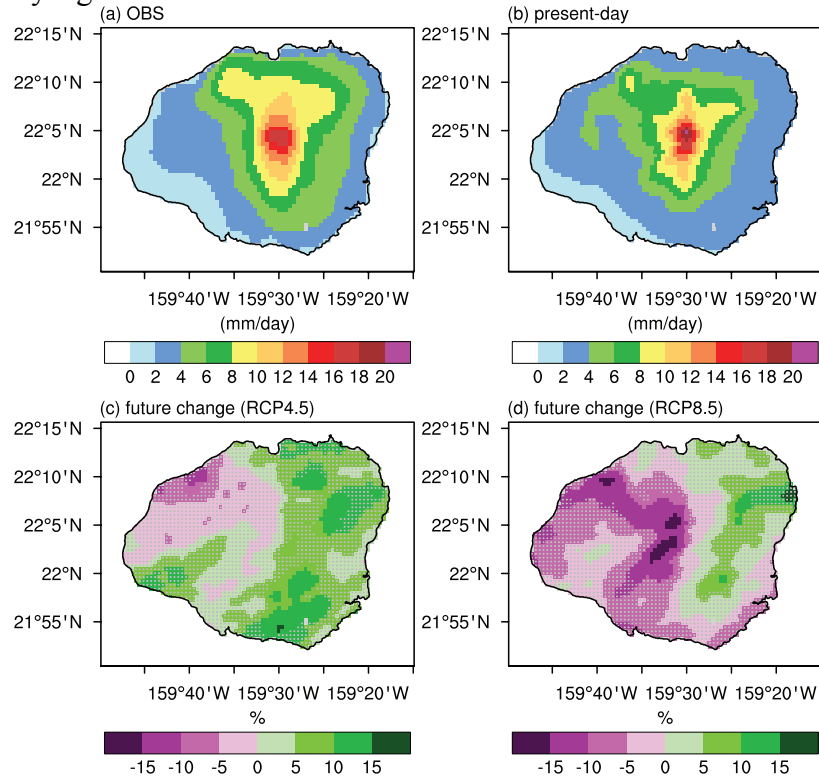 (a) OBS (b) present-day
22°15'N 22°15'N
22°10'N 22°10'N
22°5'N 22°5'N
22°N 22°N
21°55'N 21°55'N
159°40'W 159°30'W 159°20'W 159°40'W 159°30'W 159°20'W
(mm/day) (mm/day)
0 2 4 6 8 10 12 14 16 18 20 0 2 4 6 8 10 12 14 16 18 20
(c) future change (RCP4.5) (d) future change (RCP8.5)
22°15'N 22°15'N
22°10'N 22°10'N
22°5'N 22°5'N
22°N 22°N
21°55'N 21°55'N
159°40'W 159°30'W 159°20'W 159°40'W 159°30'W 159°20'W
% %
-15 -10 -5 0 5 10 15 -15 -10 -5 0 5 10 15